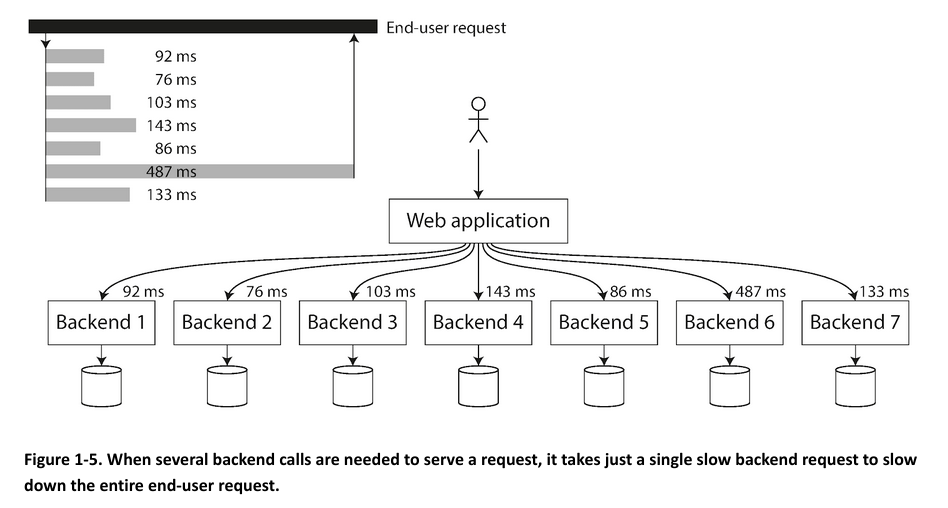 End-user request
92 ms
76 ms
103 ms
143 ms
86 ms
487 ms
133 ms
Web application
92 ms
76 ms
103 ms
143 ms
86 ms
487 ms
133 ms
Backend 1
Backend 2
Backend 3
Backend 4
Backend 5
Backend 6
Backend 7
Figure 1-5. When several backend calls are needed to serve a request, it takes just a single slow backend request to slow
down the entire end-user request.